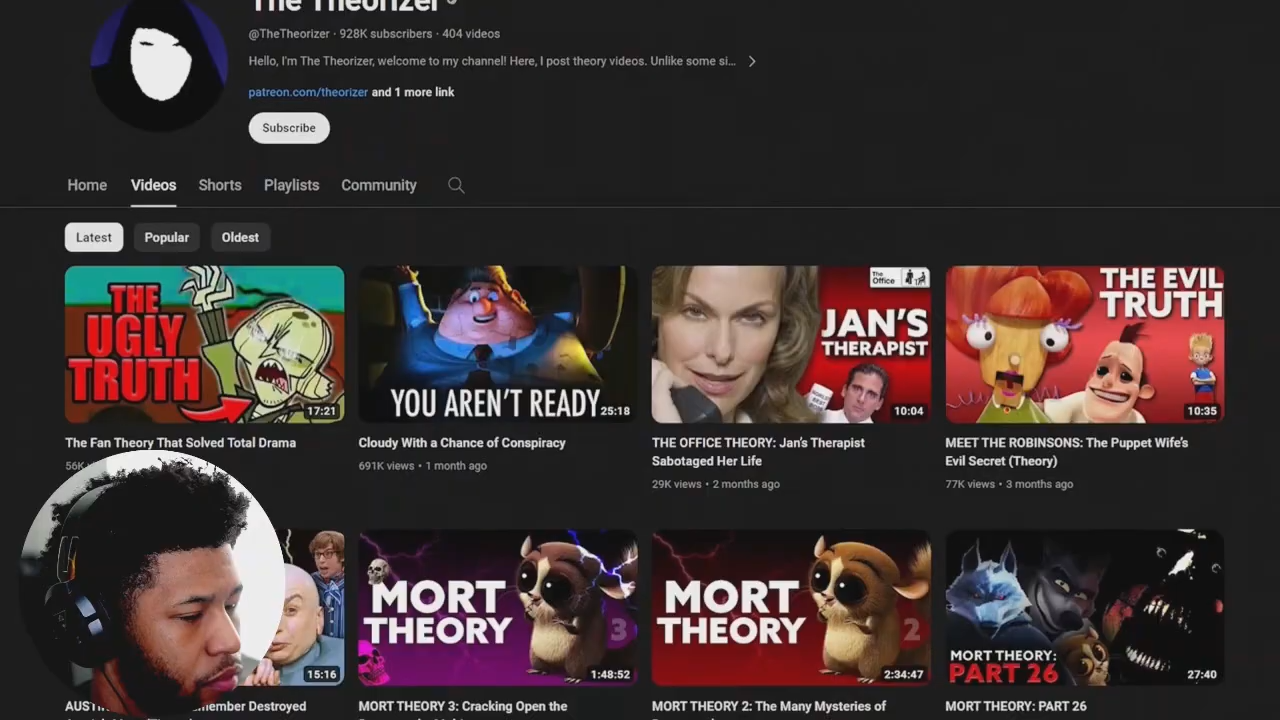 The Theorizer
@TheTheorizer · 928K subscribers · 404 videos
Hello, I'm The Theorizer, welcome to my channel! Here, I post theory videos. Unlike some si...
patreon.com/theorizer and 1 more link
Subscribe
Home Videos Shorts Playlists Community
Latest Popular Oldest
THE
UGLY
TRUTH
17:21
YOU AREN'T READY
25:18
The Office
JAN'S
THERAPIST
WORLD'S BEST
10:04
THE EVIL
TRUTH
10:35
The Fan Theory That Solved Total Drama
56K
Cloudy With a Chance of Conspiracy
691K views • 1 month ago
THE OFFICE THEORY: Jan's Therapist
Sabotaged Her Life
29K views • 2 months ago
MEET THE ROBINSONS: The Puppet Wife's
Evil Secret (Theory)
77K views • 3 months ago
15:16
MORT
THEORY
3
1:48:52
MORT
THEORY
2
2:34:47
MORT THEORY:
PART 26
27:40
AUSTI
ember Destroyed
MORT THEORY 3: Cracking Open the
MORT THEORY 2: The Many Mysteries of
MORT THEORY: PART 26